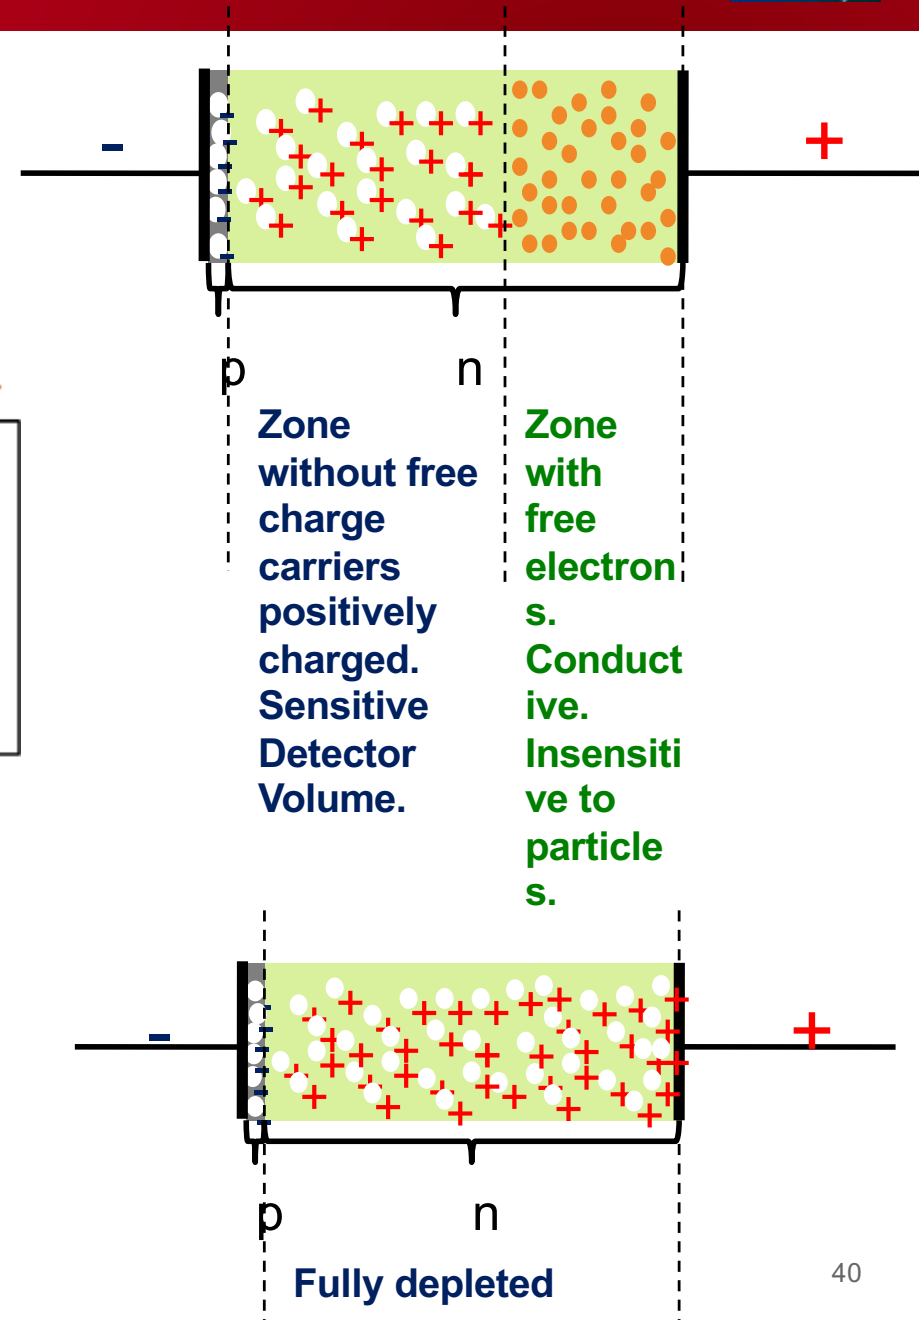 -
+
p
n
Zone
without free
charge
carriers
positively
charged.
Sensitive
Detector
Volume.
Zone
with
free
electron
s.
Conduct
ive.
Insensiti
ve to
particle
s.
-
+
p
n
Fully depleted
40